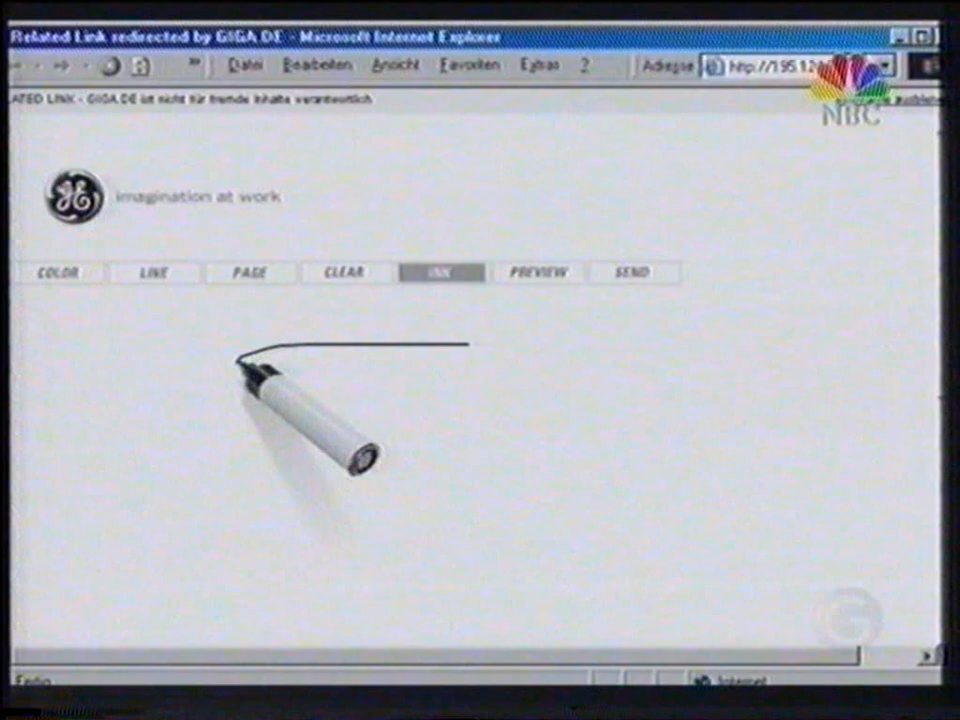 Related Link redirected by GIGA.DE - Microsoft Internet Explorer
» Datei Bearbeiten Ansicht Favoriten Extras ? Adresse http://195.12
ATED LINK - GIGA.DE ist nicht für fremde Inhalte verantwortlich
NBC
GE imagination at work
COLOR LINE PAGE CLEAR INK PREVIEW SEND
G
Fertig Internet